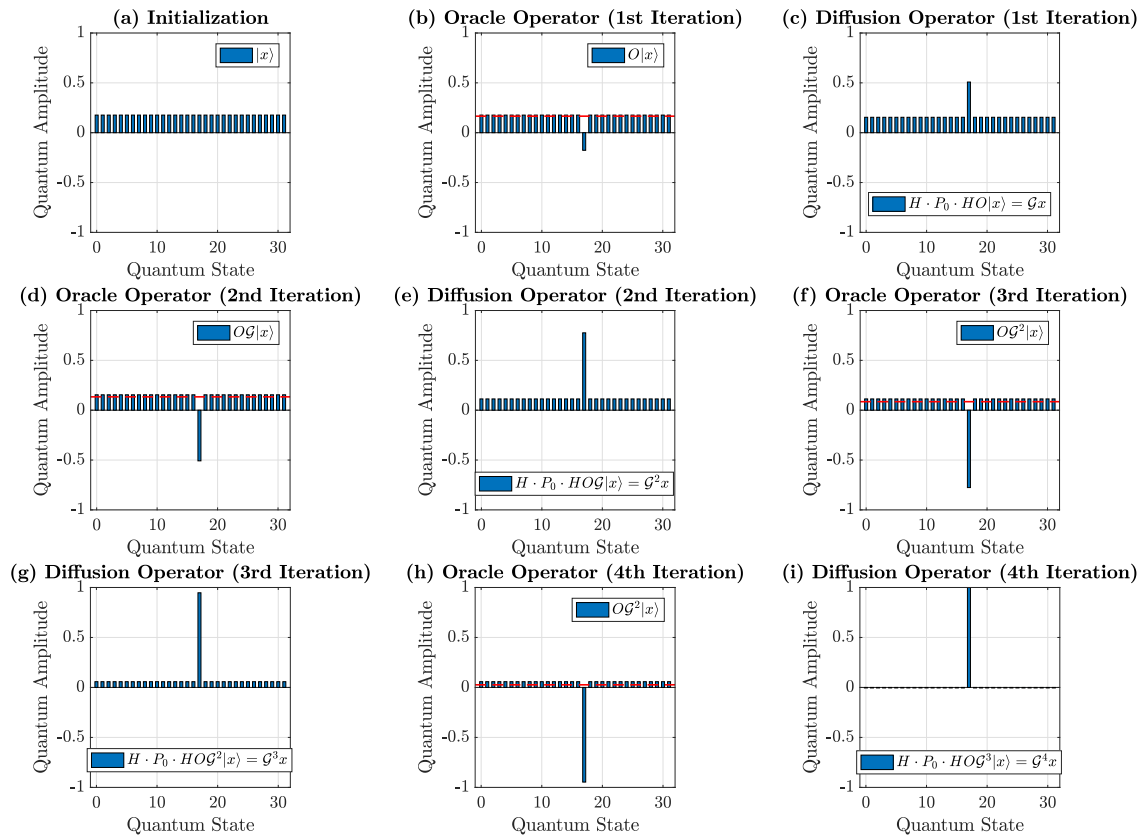 (a) Initialization
1
0.5
0
-0.5
-1
0 10 20 30
Quantum Amplitude
Quantum State
|x⟩
(b) Oracle Operator (1st Iteration)
1
0.5
0
-0.5
-1
0 10 20 30
Quantum Amplitude
Quantum State
O|x⟩
(c) Diffusion Operator (1st Iteration)
1
0.5
0
-0.5
-1
0 10 20 30
Quantum Amplitude
Quantum State
H · P₀ · HO|x⟩ = 𝒢x
(d) Oracle Operator (2nd Iteration)
1
0.5
0
-0.5
-1
0 10 20 30
Quantum Amplitude
Quantum State
O𝒢|x⟩
(e) Diffusion Operator (2nd Iteration)
1
0.5
0
-0.5
-1
0 10 20 30
Quantum Amplitude
Quantum State
H · P₀ · HO𝒢|x⟩ = 𝒢²x
(f) Oracle Operator (3rd Iteration)
1
0.5
0
-0.5
-1
0 10 20 30
Quantum Amplitude
Quantum State
O𝒢²|x⟩
(g) Diffusion Operator (3rd Iteration)
1
0.5
0
-0.5
-1
0 10 20 30
Quantum Amplitude
Quantum State
H · P₀ · HO𝒢²|x⟩ = 𝒢³x
(h) Oracle Operator (4th Iteration)
1
0.5
0
-0.5
-1
0 10 20 30
Quantum Amplitude
Quantum State
O𝒢²|x⟩
(i) Diffusion Operator (4th Iteration)
1
0.5
0
-0.5
-1
0 10 20 30
Quantum Amplitude
Quantum State
H · P₀ · HO𝒢³|x⟩ = 𝒢⁴x